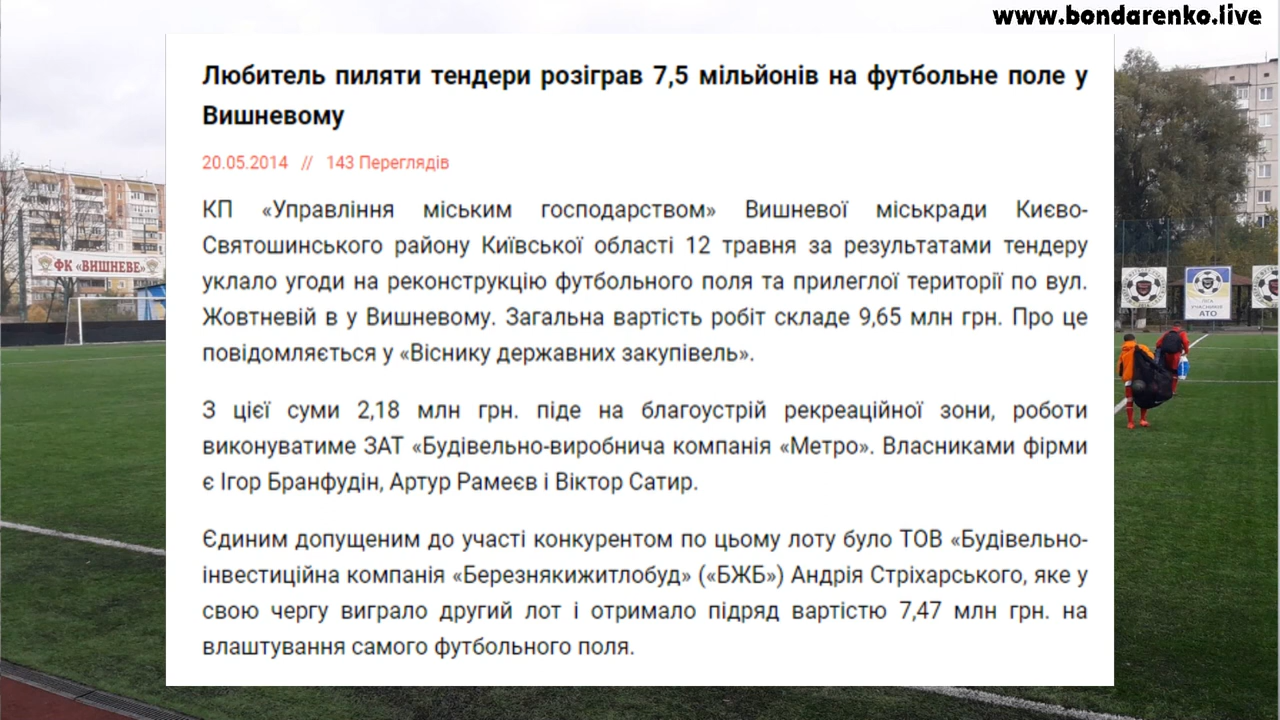 www.bondarenko.live
Любитель пиляти тендери розіграв 7,5 мільйонів на футбольне поле у
Вишневому
20.05.2014 // 143 Переглядів
КП «Управління міським господарством» Вишневої міськради Києво-
Святошинського району Київської області 12 травня за результатами тендеру
уклало угоди на реконструкцію футбольного поля та прилеглої території по вул.
Жовтневій в у Вишневому. Загальна вартість робіт складе 9,65 млн грн. Про це
повідомляється у «Віснику державних закупівель».
З цієї суми 2,18 млн грн. піде на благоустрій рекреаційної зони, роботи
виконуватиме ЗАТ «Будівельно-виробнича компанія «Метро». Власниками фірми
є Ігор Бранфудін, Артур Рамеєв і Віктор Сатир.
Єдиним допущеним до участі конкурентом по цьому лоту було ТОВ «Будівельно-
інвестиційна компанія «Березнякижитлобуд» («БЖБ») Андрія Стріхарського, яке у
свою чергу виграло другий лот і отримало підряд вартістю 7,47 млн грн. на
влаштування самого футбольного поля.
ФК «ВИШНЕВЕ»
УЧАСНИКІВ
АТО